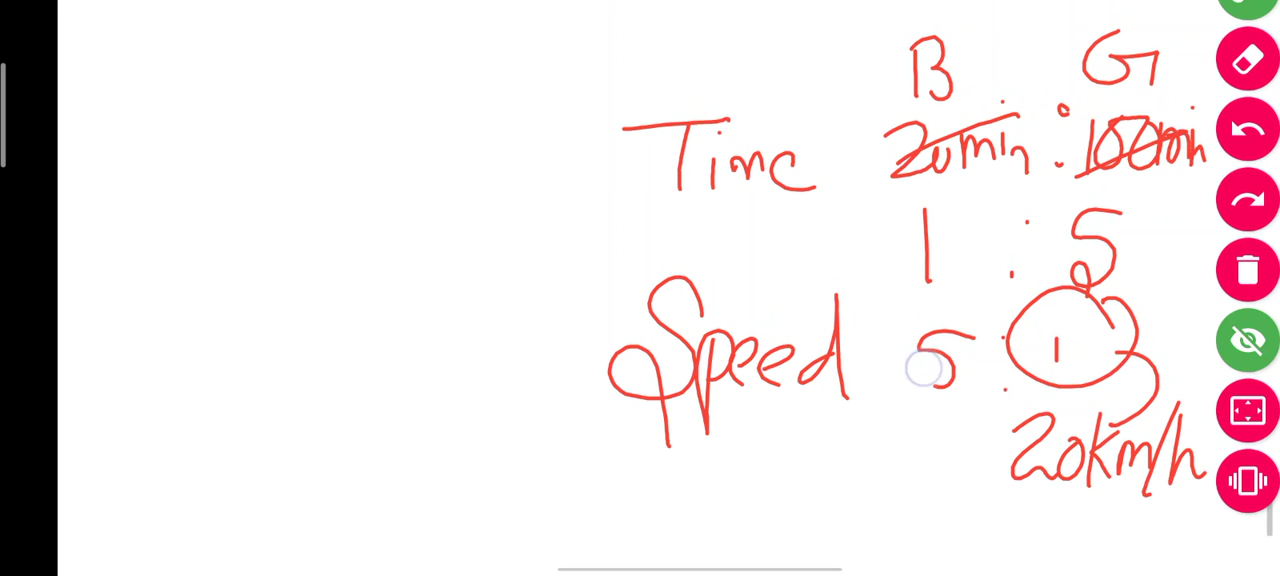 B G
Time 20min : 100min
1 : 5
Speed 5 : 1
20km/h